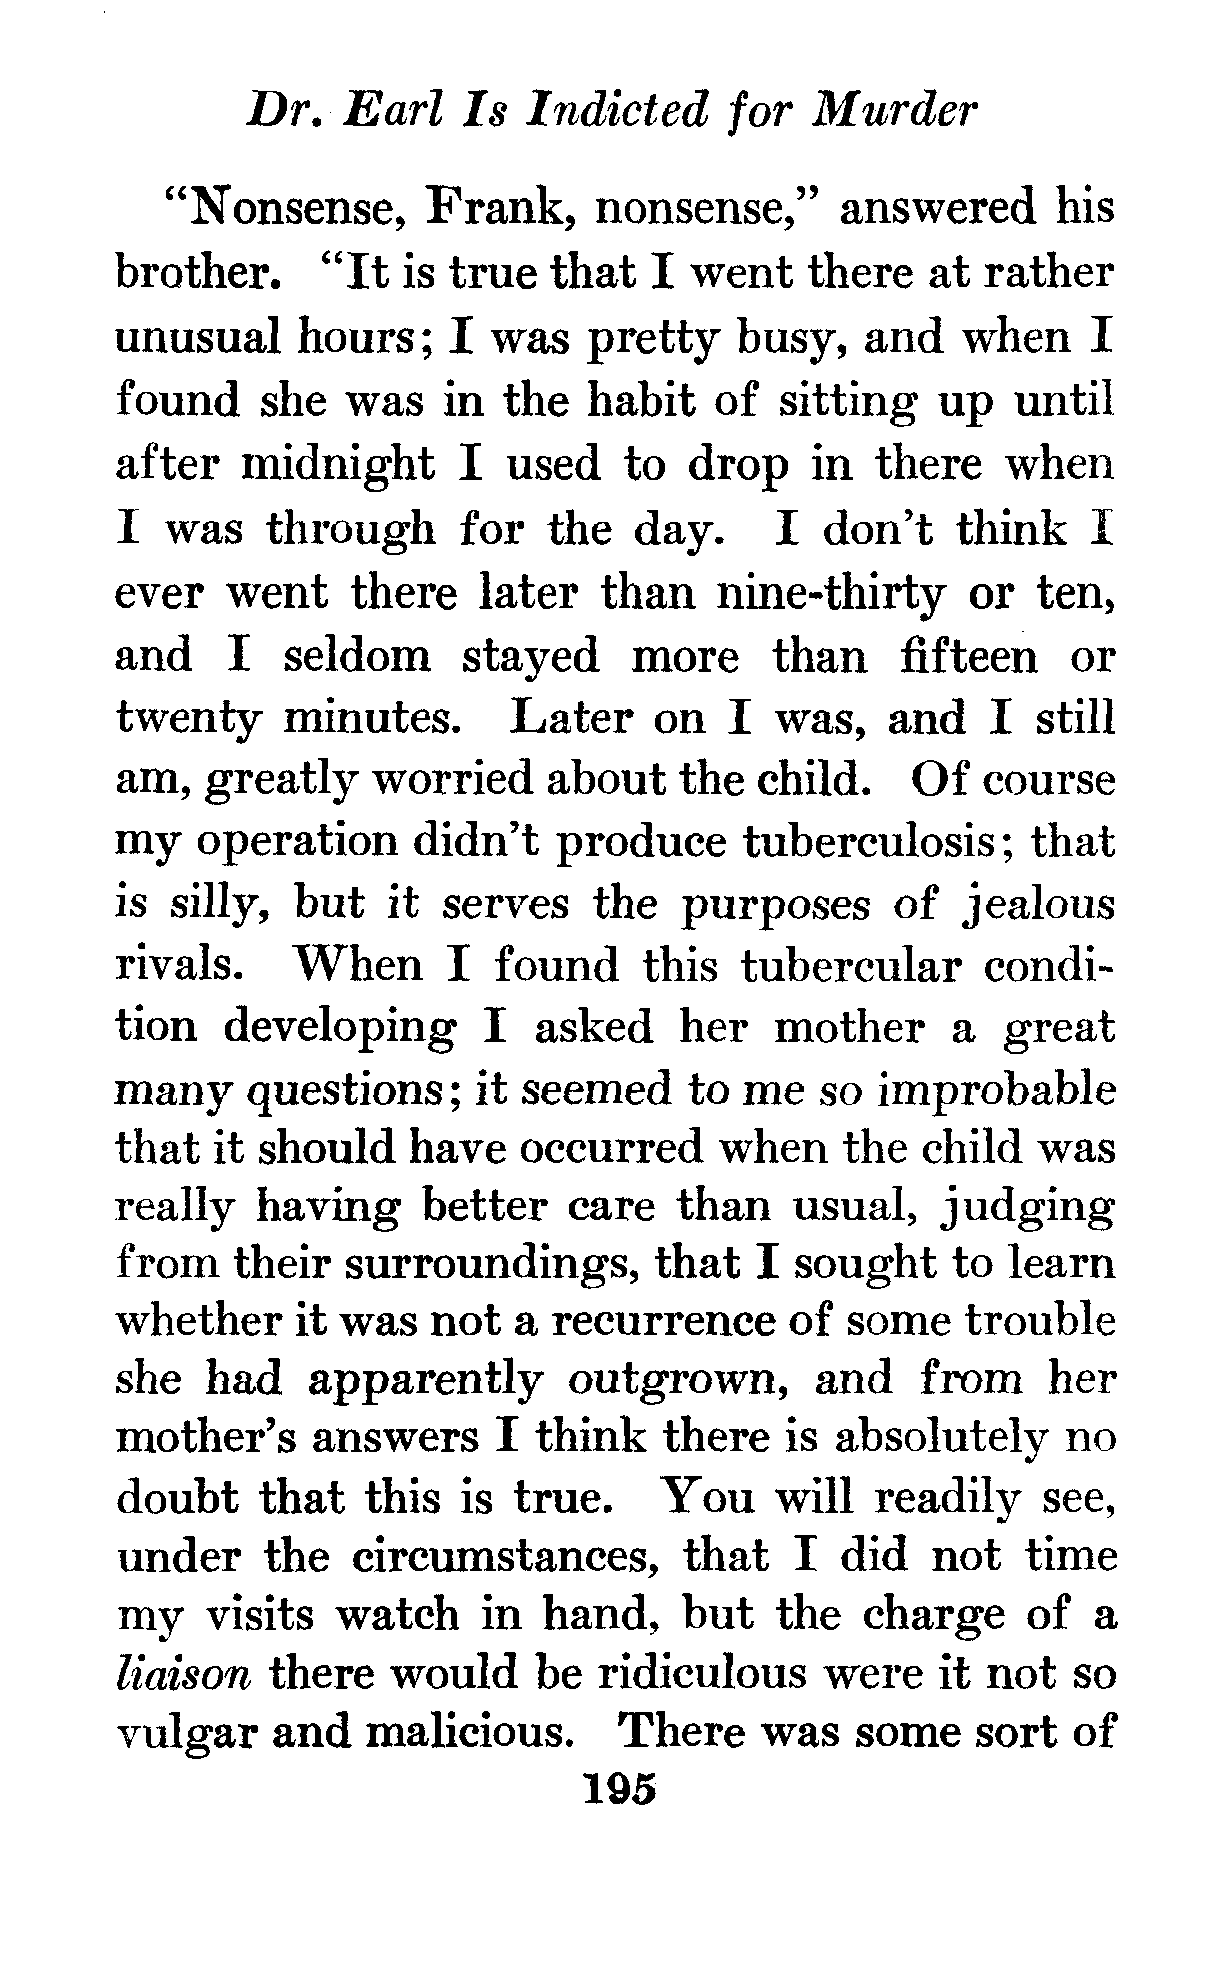 Dr. Earl Is Indicted for Murder
“Nonsense, Frank, nonsense,” answered his
brother. “It is true that I went there at rather
unusual hours; I was pretty busy, and when I
found she was in the habit of sitting up until
after midnight I used to drop in there when
I was through for the day. I don’t think I
ever went there later than nine-thirty or ten,
and I seldom stayed more than fifteen or
twenty minutes. Later on I was, and I still
am, greatly worried about the child. Of course
my operation didn’t produce tuberculosis; that
is silly, but it serves the purposes of jealous
rivals. When I found this tubercular condi-
tion developing I asked her mother a great
many questions; it seemed to me so improbable
that it should have occurred when the child was
really having better care than usual, judging
from their surroundings, that I sought to learn
whether it was not a recurrence of some trouble
she had apparently outgrown, and from her
mother’s answers I think there is absolutely no
doubt that this is true. You will readily see,
under the circumstances, that I did not time
my visits watch in hand, but the charge of a
liaison there would be ridiculous were it not so
vulgar and malicious. There was some sort of
195